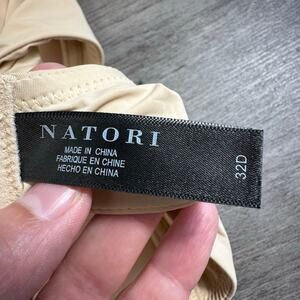 NATORI
MADE IN CHINA
FABRIQUE EN CHINE
HECHO EN CHINA
32D